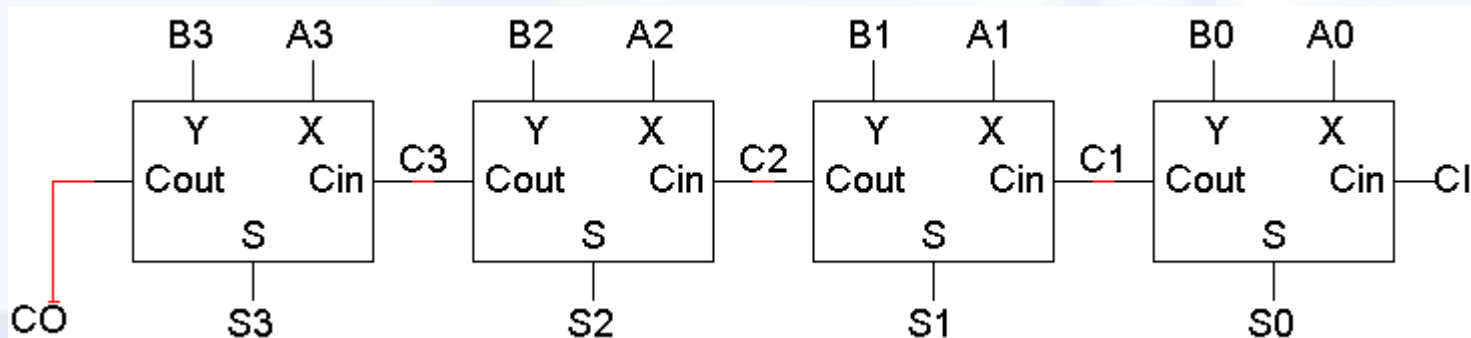 B3 A3 B2 A2 B1 A1 B0 A0
Y X Y X Y X Y X
C3 C2 C1
Cout Cin Cout Cin Cout Cin Cout Cin CI
S S S S
CO S3 S2 S1 S0